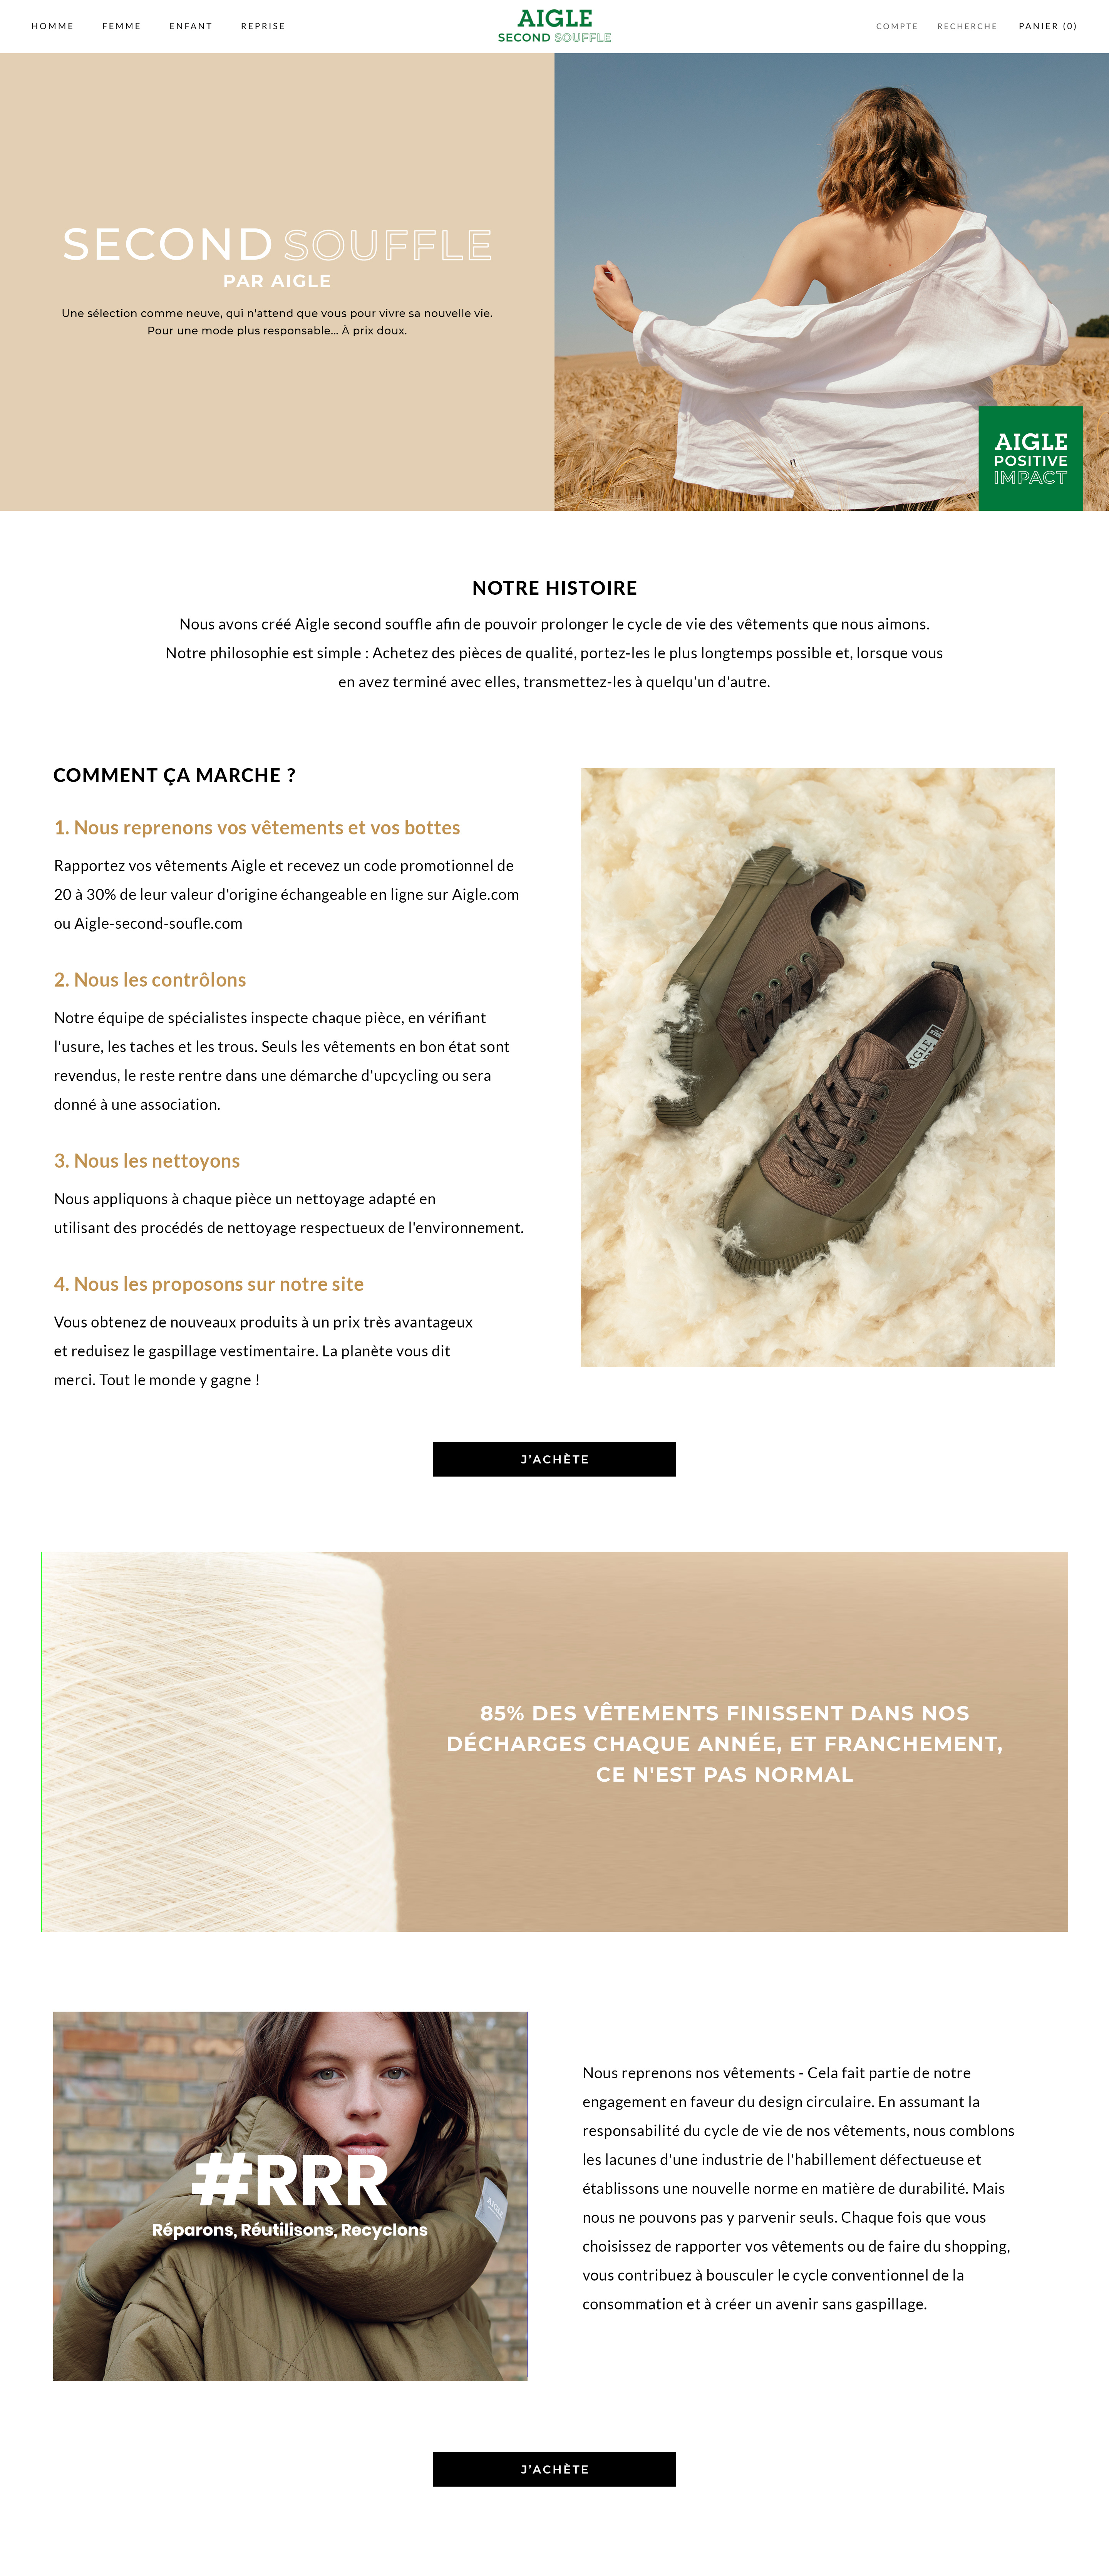 HOMME FEMME ENFANT REPRISE
AIGLE
SECOND SOUFFLE
COMPTE RECHERCHE PANIER (0)
SECOND SOUFFLE
PAR AIGLE
Une sélection comme neuve, qui n'attend que vous pour vivre sa nouvelle vie.
Pour une mode plus responsable... À prix doux.
AIGLE
POSITIVE
IMPACT
NOTRE HISTOIRE
Nous avons créé Aigle second souffle afin de pouvoir prolonger le cycle de vie des vêtements que nous aimons.
Notre philosophie est simple : Achetez des pièces de qualité, portez-les le plus longtemps possible et, lorsque vous
en avez terminé avec elles, transmettez-les à quelqu'un d'autre.
COMMENT ÇA MARCHE ?
1. Nous reprenons vos vêtements et vos bottes
Rapportez vos vêtements Aigle et recevez un code promotionnel de
20 à 30% de leur valeur d'origine échangeable en ligne sur Aigle.com
ou Aigle-second-soufle.com
2. Nous les contrôlons
Notre équipe de spécialistes inspecte chaque pièce, en vérifiant
l'usure, les taches et les trous. Seuls les vêtements en bon état sont
revendus, le reste rentre dans une démarche d'upcycling ou sera
donné à une association.
3. Nous les nettoyons
Nous appliquons à chaque pièce un nettoyage adapté en
utilisant des procédés de nettoyage respectueux de l'environnement.
4. Nous les proposons sur notre site
Vous obtenez de nouveaux produits à un prix très avantageux
et reduisez le gaspillage vestimentaire. La planète vous dit
merci. Tout le monde y gagne !
AIGLE
J'ACHÈTE
85% DES VÊTEMENTS FINISSENT DANS NOS
DÉCHARGES CHAQUE ANNÉE, ET FRANCHEMENT,
CE N'EST PAS NORMAL
#RRR
Réparons, Réutilisons, Recyclons
AIGLE
Nous reprenons nos vêtements - Cela fait partie de notre
engagement en faveur du design circulaire. En assumant la
responsabilité du cycle de vie de nos vêtements, nous comblons
les lacunes d'une industrie de l'habillement défectueuse et
établissons une nouvelle norme en matière de durabilité. Mais
nous ne pouvons pas y parvenir seuls. Chaque fois que vous
choisissez de rapporter vos vêtements ou de faire du shopping,
vous contribuez à bousculer le cycle conventionnel de la
consommation et à créer un avenir sans gaspillage.
J'ACHÈTE